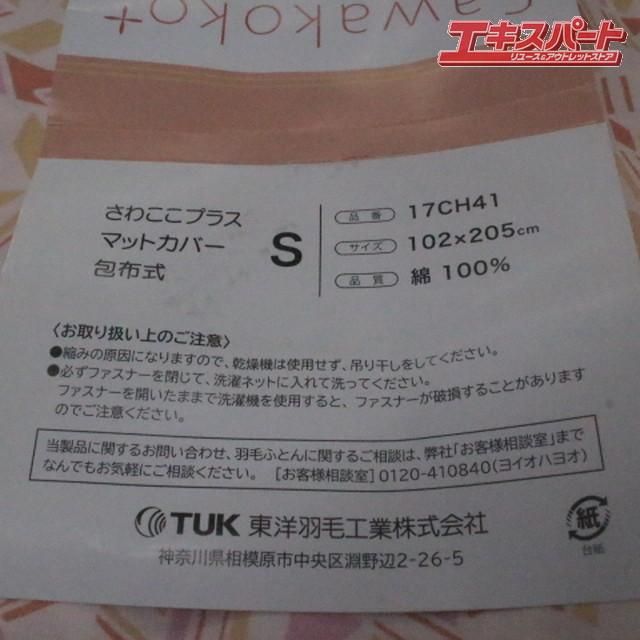 sawakoko+
エキスパート
リユース&アウトレットストア
さわここプラス
マットカバー
包布式
S
品番 17CH41
サイズ 102×205cm
品質 綿 100%
〈お取り扱い上のご注意〉
●縮みの原因になりますので、乾燥機は使用せず、吊り干しをしてください。
●必ずファスナーを閉じて、洗濯ネットに入れて洗ってください。
ファスナーを開いたままで洗濯機を使用すると、ファスナーが破損することがあります
のでご注意ください。
当製品に関するお問い合わせ、羽毛ふとんに関するご相談は、弊社「お客様相談室」まで
なんでもお気軽にご相談ください。 [お客様相談室]0120-410840(ヨイオハヨオ)
TUK 東洋羽毛工業株式会社
神奈川県相模原市中央区淵野辺2-26-5
紙
台紙